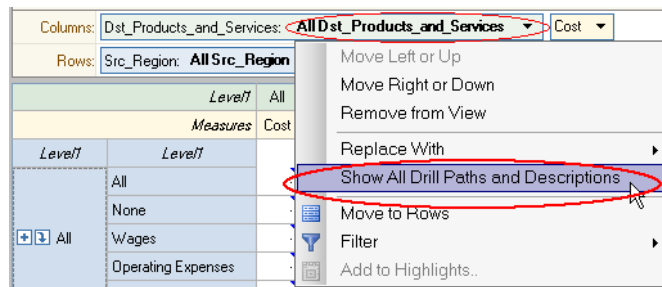 Columns: Dst_Products_and_Services: All Dst_Products_and_Services Cost
Rows: Src_Region: All Src_Region
Move Left or Up
Move Right or Down
Remove from View
Replace With
Show All Drill Paths and Descriptions
Move to Rows
Filter
Add to Highlights..
Level1 All
Measures Cost
Level1 Level1
All
None
All Wages
Operating Expenses